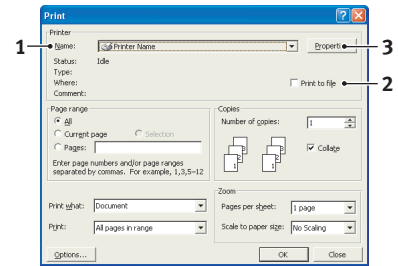 Print
Printer
1 Name: Printer Name Properti 3
Status: Idle
Type:
Where: Print to file 2
Comment:
Page range Copies
All Number of copies: 1
Current page Selection
Pages: Collate
Enter page numbers and/or page ranges
separated by commas. For example, 1,3,5-12
Zoom
Print what: Document Pages per sheet: 1 page
Print: All pages in range Scale to paper size: No Scaling
Options... OK Close